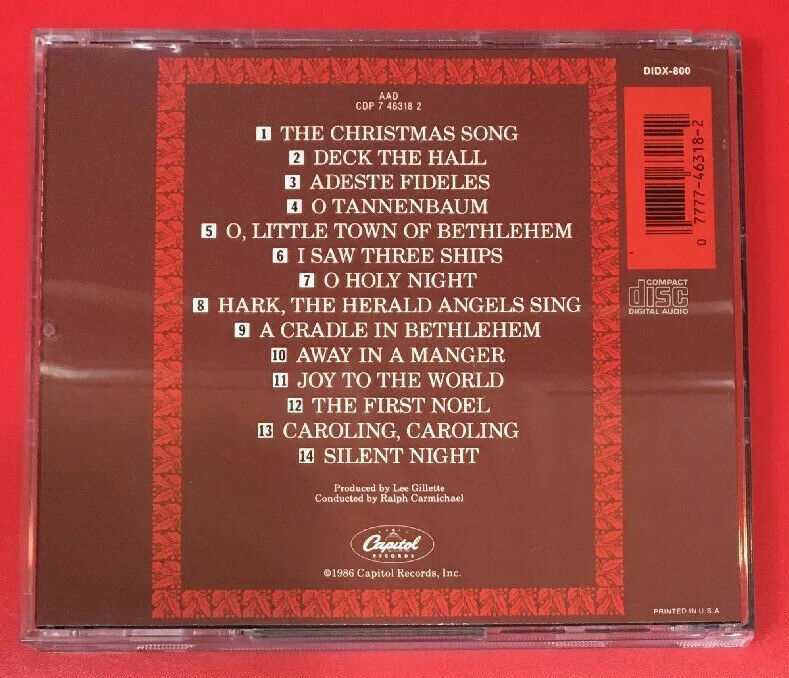 DIDX-800
AAD
CDP 7 46318 2
1 THE CHRISTMAS SONG
2 DECK THE HALL
3 ADESTE FIDELES
4 O TANNENBAUM
5 O, LITTLE TOWN OF BETHLEHEM
6 I SAW THREE SHIPS
7 O HOLY NIGHT
8 HARK, THE HERALD ANGELS SING
9 A CRADLE IN BETHLEHEM
10 AWAY IN A MANGER
11 JOY TO THE WORLD
12 THE FIRST NOEL
13 CAROLING, CAROLING
14 SILENT NIGHT
0 7777-46318-2
COMPACT
disc
DIGITAL AUDIO
Produced by Lee Gillette
Conducted by Ralph Carmichael
Capitol
RECORDS
©1986 Capitol Records, Inc.
PRINTED IN U.S.A.